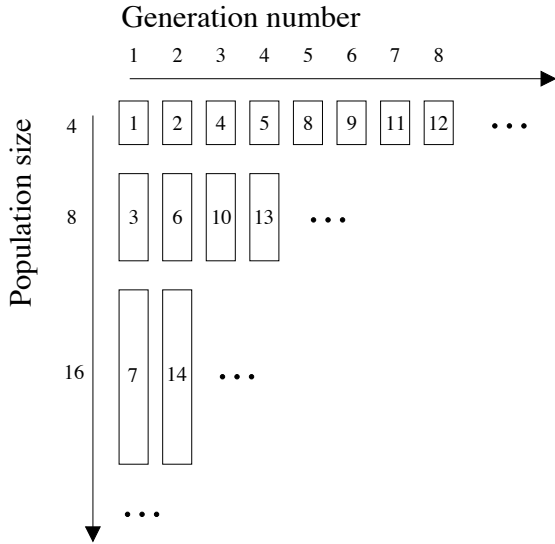 Generation number
1 2 3 4 5 6 7 8
Population size
4 1 2 4 5 8 9 11 12 ...
8 3 6 10 13 ...
16 7 14 ...
...